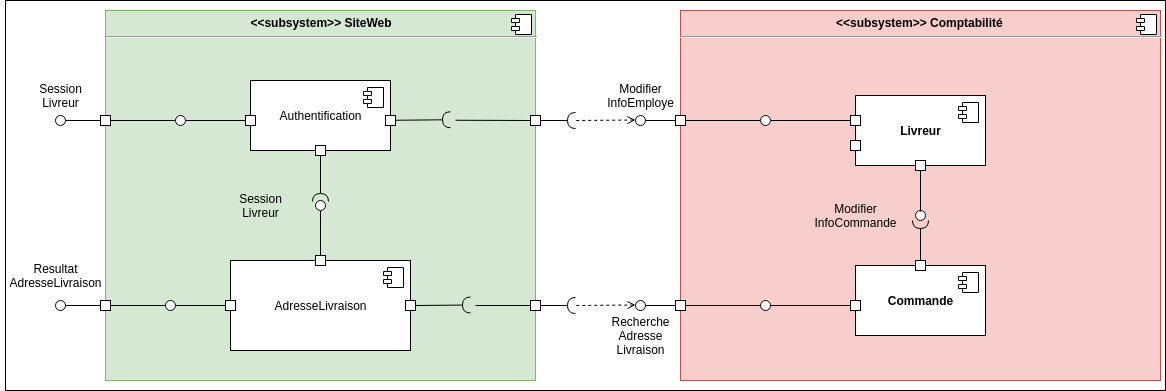 <<subsystem>> SiteWeb
<<subsystem>> Comptabilité
Session
Livreur
Authentification
Modifier
InfoEmploye
Livreur
Session
Livreur
Modifier
InfoCommande
Resultat
AdresseLivraison
AdresseLivraison
Recherche
Adresse
Livraison
Commande